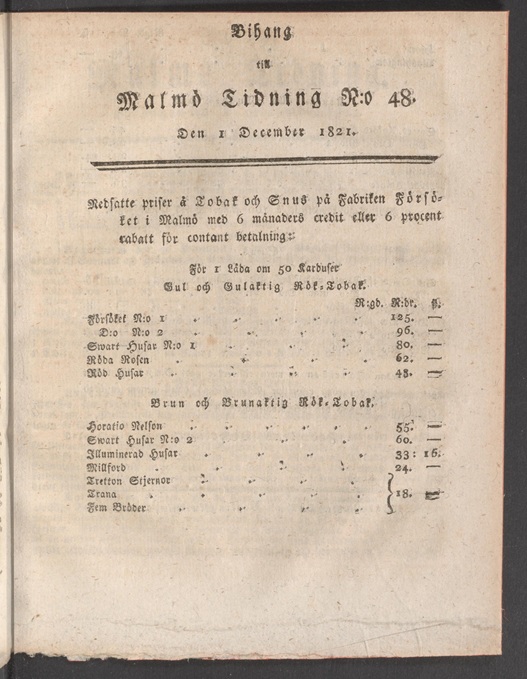 Bihang
till
Malmö Tidning N:o 48.
Den 1 December 1821.
Nedsatte priser å Tobak och Snus på Fabriken Försö-
ket i Malmö med 6 månaders credit eller 6 procent
rabatt för contant betalning:
För 1 Låda om 50 Karduser
Gul och Gulaktig Rök-Tobak.
R:gd. R:dr. ß.
Försöket N:o 1 125. —
D:o N:o 2 96. —
Swart Husar N:o 1 80. —
Röda Rosen 62. —
Röd Husar 48. —
Brun och Brunaktig Rök-Tobak.
Horatio Nelson 55. —
Swart Husar N:o 2 60. —
Illuminerad Husar 33: 16.
Millford 24. —
Tretton Stjernor
Trana } 18. —
Fem Bröder